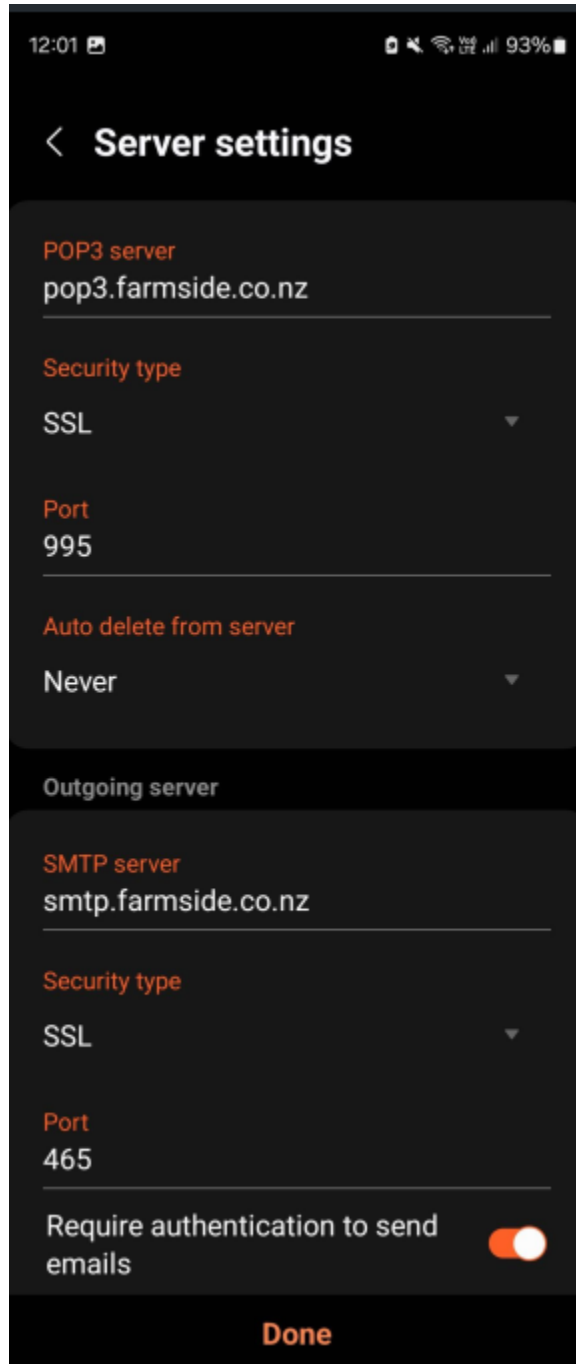 12:01 93%
Server settings
POP3 server
pop3.farmside.co.nz
Security type
SSL
Port
995
Auto delete from server
Never
Outgoing server
SMTP server
smtp.farmside.co.nz
Security type
SSL
Port
465
Require authentication to send
emails
Done